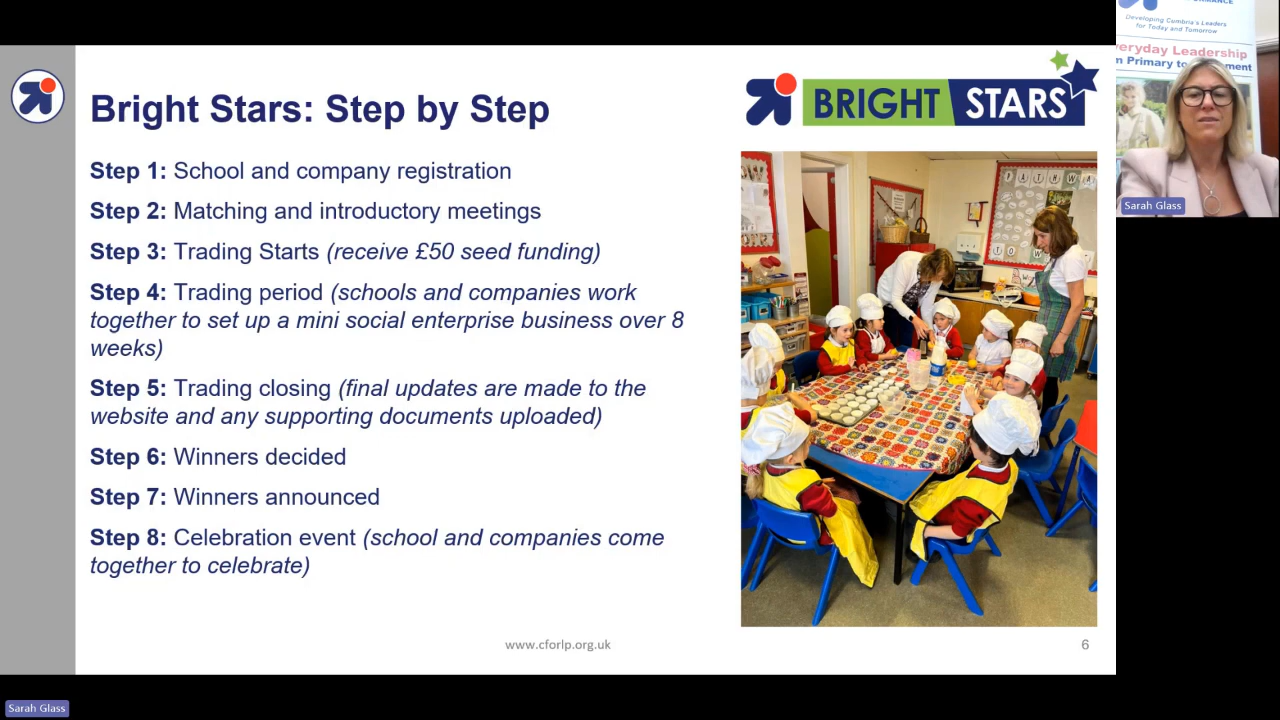 Bright Stars: Step by Step
BRIGHT STARS
Step 1: School and company registration
Step 2: Matching and introductory meetings
Step 3: Trading Starts (receive £50 seed funding)
Step 4: Trading period (schools and companies work
together to set up a mini social enterprise business over 8
weeks)
Step 5: Trading closing (final updates are made to the
website and any supporting documents uploaded)
Step 6: Winners decided
Step 7: Winners announced
Step 8: Celebration event (school and companies come
together to celebrate)
www.cforlp.org.uk
6
Developing Cumbria's Leaders
for Today and Tomorrow
Leadership
Primary
Sarah Glass
Sarah Glass